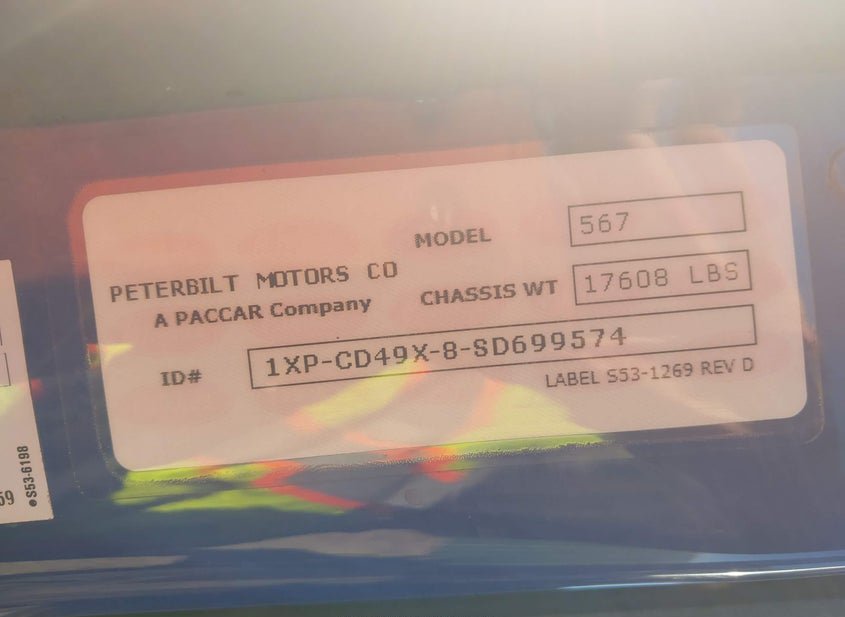 PETERBILT MOTORS CO
A PACCAR Company
MODEL 567
CHASSIS WT 17608 LBS
ID# 1XP-CD49X-8-SD699574
LABEL S53-1269 REV D
59
S53-6198